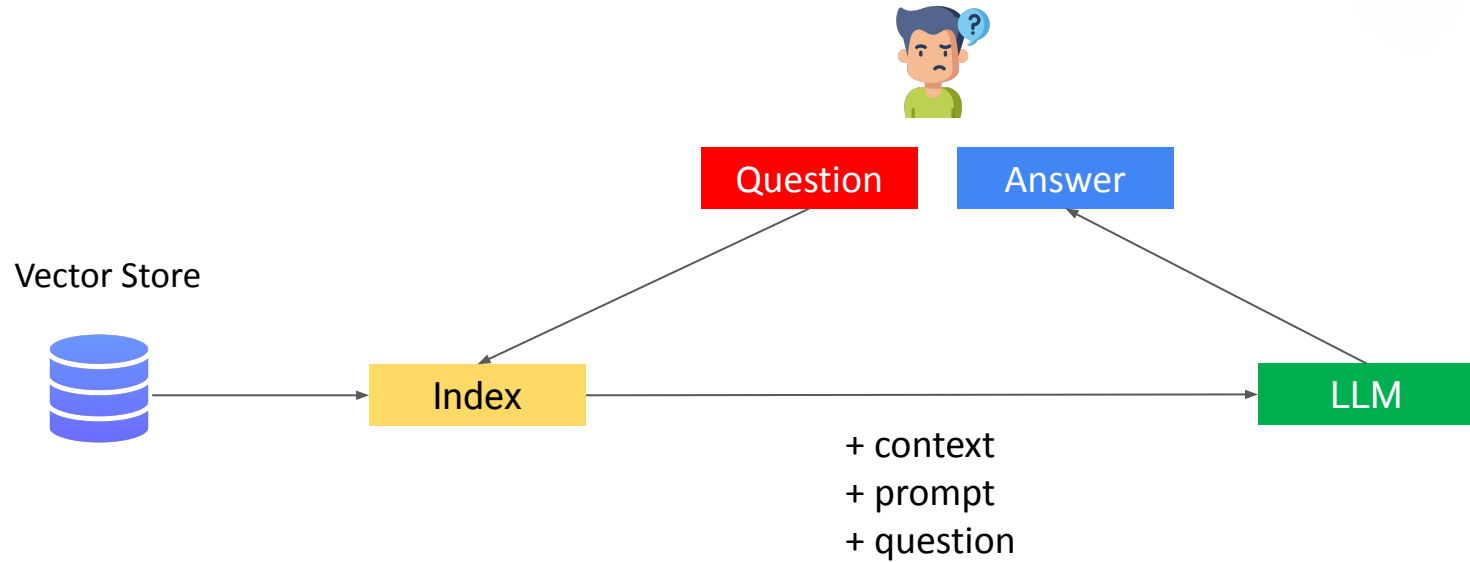 ?
Question
Answer
Vector Store
Index
LLM
+ context
+ prompt
+ question